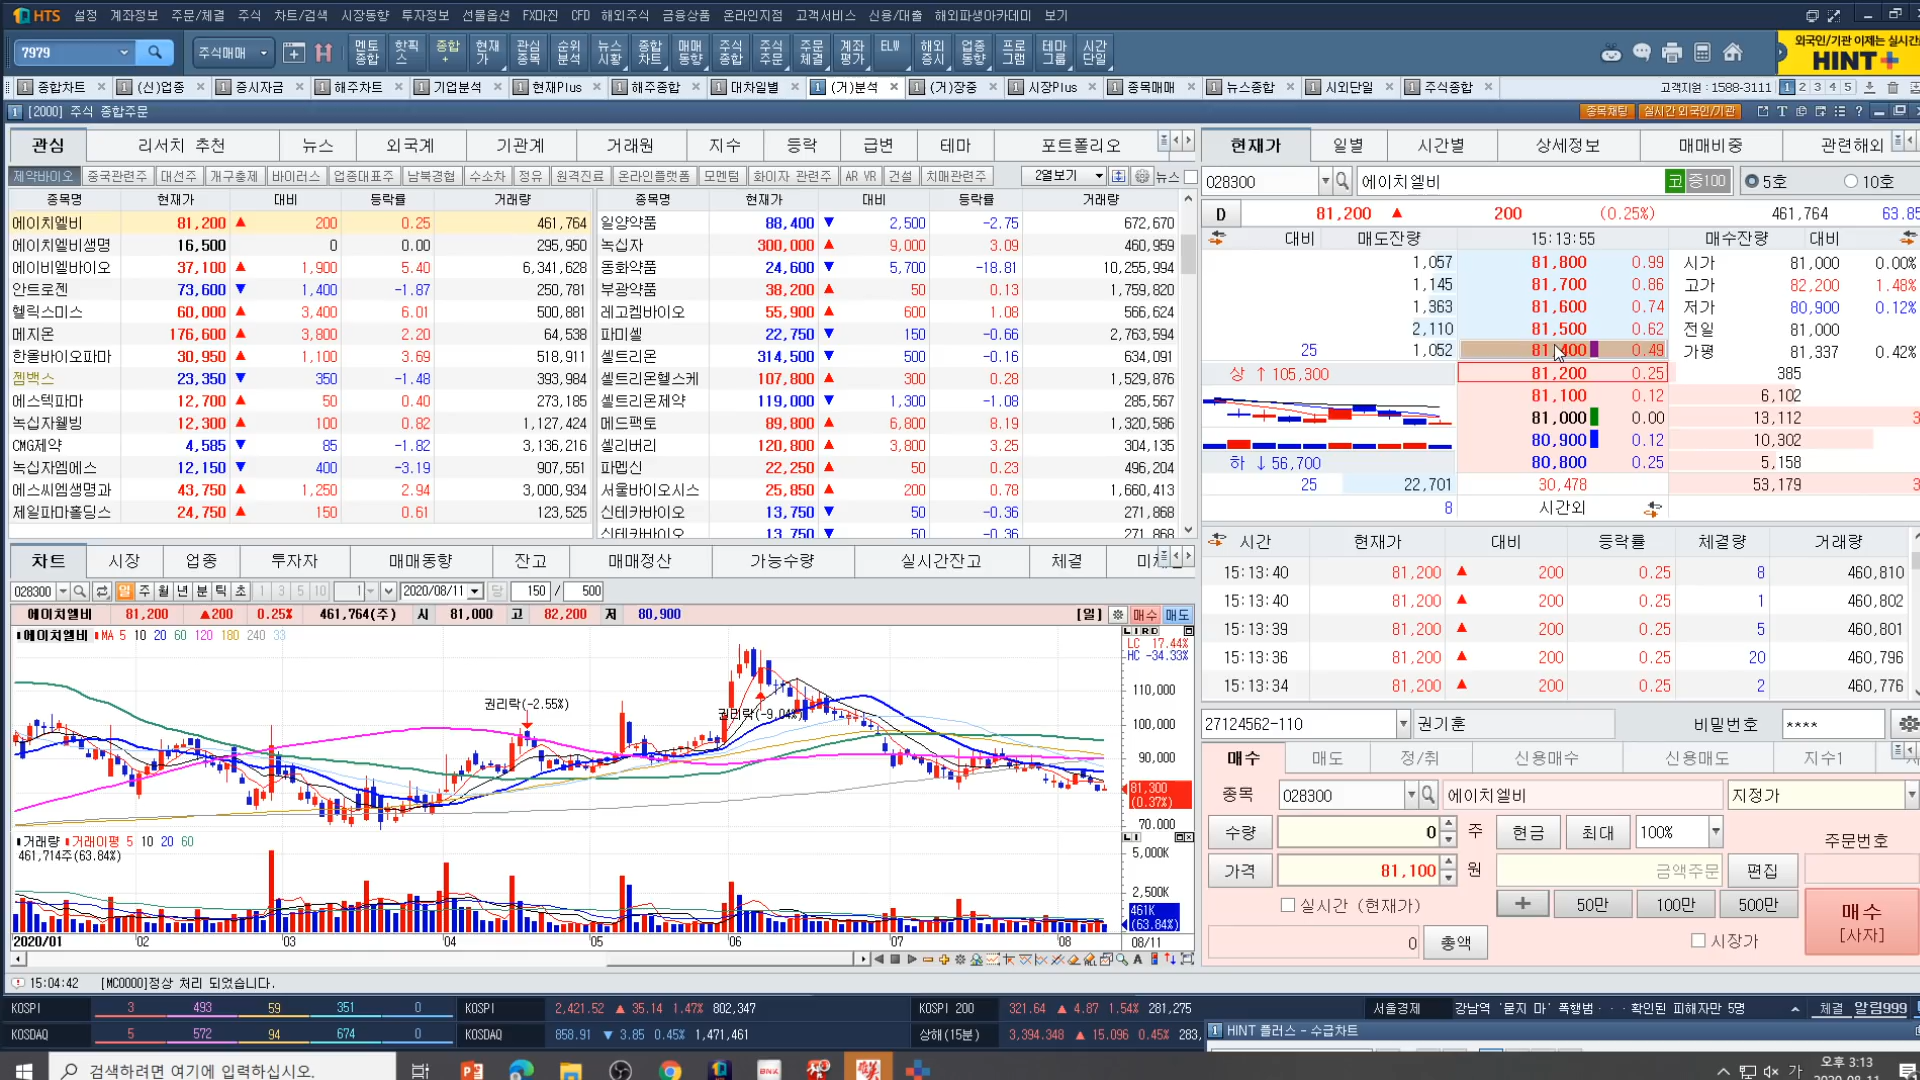 HTS 설정 계좌정보 주문/체결 주식 차트/검색 시장동향 투자정보 선물옵션 FX마진 CFD 해외주식 금융상품 온라인지점 고객서비스 신용/대출 해외파생아카데미 보기
7979 주식매매 멘토종합 핫픽스 종합+ 현재가 관심종목 순위분석 뉴스시황 종합차트 매매동향 주식종합 주식주문 주문체결 계좌평가 ELW 해외증시 업종동향 프로그램 테마그룹 시간단일
외국인/기관 이제는 실시간
HINT+
1 종합차트 1 (신)업종 1 증시자금 1 해주차트 1 기업분석 1 현재Plus 1 해주종합 1 대차일별 1 (거)분석 1 (거)장중 1 시장Plus 1 종목매매 1 뉴스종합 1 시외단일 1 주식종합 고객지원 : 1588-3111 1 2 3 4 5
1 [2000] 주식 종합주문 종목채팅 실시간 외국인/기관
관심 리서치 추천 뉴스 외국계 기관계 거래원 지수 등락 급변 테마 포트폴리오
제약바이오 중국관련주 대선주 개구충제 바이러스 업종대표주 남북경협 수소차 정유 원격진료 온라인플랫폼 모멘텀 화이자 관련주 AR VR 건설 치매관련주 2열보기 뉴스
종목명 현재가 대비 등락률 거래량 종목명 현재가 대비 등락률 거래량
에이치엘비 81,200 ▲ 200 0.25 461,764 일양약품 88,400 ▼ 2,500 -2.75 672,670
에이치엘비생명 16,500 0 0.00 295,950 녹십자 300,000 ▲ 9,000 3.09 460,959
에이비엘바이오 37,100 ▲ 1,900 5.40 6,341,628 동화약품 24,600 ▼ 5,700 -18.81 10,255,994
안트로젠 73,600 ▼ 1,400 -1.87 250,781 부광약품 38,200 ▲ 50 0.13 1,759,820
헬릭스미스 60,000 ▲ 3,400 6.01 500,881 레고켐바이오 55,900 ▲ 600 1.08 566,624
메지온 176,600 ▲ 3,800 2.20 64,538 파미셀 22,750 ▼ 150 -0.66 2,763,594
한올바이오파마 30,950 ▲ 1,100 3.69 518,911 셀트리온 314,500 ▼ 500 -0.16 634,091
젬백스 23,350 ▼ 350 -1.48 393,984 셀트리온헬스케 107,800 ▲ 300 0.28 1,529,876
에스텍파마 12,700 ▲ 50 0.40 273,185 셀트리온제약 119,000 ▼ 1,300 -1.08 285,567
녹십자웰빙 12,300 ▲ 100 0.82 1,127,424 메드팩토 89,800 ▲ 6,800 8.19 1,320,586
CMG제약 4,585 ▼ 85 -1.82 3,136,216 셀리버리 120,800 ▲ 3,800 3.25 304,135
녹십자엠에스 12,150 ▼ 400 -3.19 907,551 파멥신 22,250 ▲ 50 0.23 496,204
에스씨엠생명과 43,750 ▲ 1,250 2.94 3,000,934 서울바이오시스 25,850 ▲ 200 0.78 1,660,413
제일파마홀딩스 24,750 ▲ 150 0.61 123,525 신테카바이오 13,750 ▼ 50 -0.36 271,868
신테카바이오 13,750 ▼ 50 -0.36 271,868
차트 시장 업종 투자자 매매동향 잔고 매매정산 가능수량 실시간잔고 체결
028300 일 주 월 년 분 틱 초 1 3 5 10 1 2020/08/11 당 150 / 500
에이치엘비 81,200 ▲200 0.25% 461,764(주) 시 81,000 고 82,200 저 80,900 [일] 매수 매도
에이치엘비 MA 5 10 20 60 120 180 240 33
LC 17.44%
HC -34.33%
권리락(-2.55%)
권리락(-9.04%)
110,000
100,000
90,000
81,300
(0.37%)
70,000
거래량 거래이평 5 10 20 60
461,714주(63.84%)
5,000K
2,500K
461K
(63.84%)
2020/01 02 03 04 05 06 07 08 08/11
15:04:42 [MC0000]정상 처리 되었습니다.
현재가 일별 시간별 상세정보 매매비중 관련해외
028300 에이치엘비 코 증100 5호 10호
D 81,200 ▲ 200 (0.25%) 461,764 63.85
대비 매도잔량 15:13:55 매수잔량 대비
1,057 81,800 0.99 시가 81,000 0.00%
1,145 81,700 0.86 고가 82,200 1.48%
1,363 81,600 0.74 저가 80,900 0.12%
2,110 81,500 0.62 전일 81,000
25 1,052 81,400 0.49 가평 81,337 0.42%
상 ↑ 105,300 81,200 0.25 385
81,100 0.12 6,102
81,000 0.00 13,112
80,900 0.12 10,302
하 ↓ 56,700 80,800 0.25 5,158
25 22,701 30,478 53,179
8 시간외
시간 현재가 대비 등락률 체결량 거래량
15:13:40 81,200 ▲ 200 0.25 8 460,810
15:13:40 81,200 ▲ 200 0.25 1 460,802
15:13:39 81,200 ▲ 200 0.25 5 460,801
15:13:36 81,200 ▲ 200 0.25 20 460,796
15:13:34 81,200 ▲ 200 0.25 2 460,776
27124562-110 권기훈 비밀번호 ****
매수 매도 정/취 신용매수 신용매도 지수1
종목 028300 에이치엘비 지정가
수량 0 주 현금 최대 100% 주문번호
가격 81,100 원 금액주문 편집
실시간 (현재가) + 50만 100만 500만 매수
[사자]
0 총액 시장가
KOSPI 3 493 59 351 0 KOSPI 2,421.52 ▲ 35.14 1.47% 802,347 KOSPI 200 321.64 ▲ 4.87 1.54% 281,275 서울경제 강남역 '묻지 마' 폭행범··· 확인된 피해자만 5명 체결 알림999
KOSDAQ 5 572 94 674 0 KOSDAQ 858.91 ▼ 3.85 0.45% 1,471,461 상해(15분) 3,394.348 ▲ 15.096 0.45% 283, 1 HINT 플러스 - 수급차트
검색하려면 여기에 입력하십시오. 가 오후 3:13
2020-08-11